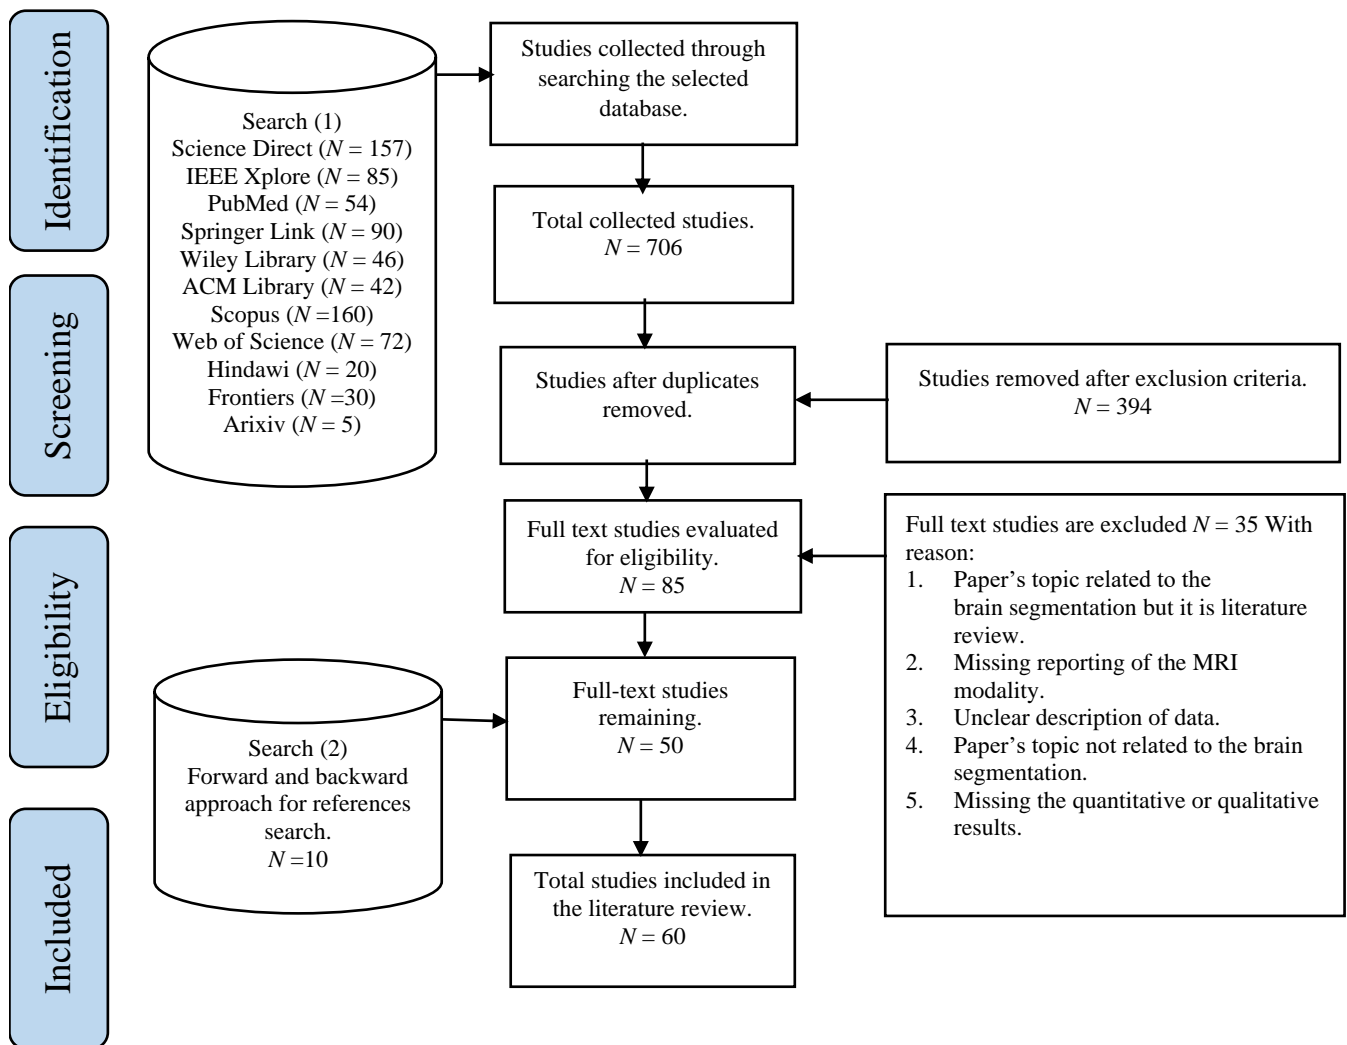 Identification
Search (1)
Science Direct (N = 157)
IEEE Xplore (N = 85)
PubMed (N = 54)
Springer Link (N = 90)
Wiley Library (N = 46)
ACM Library (N = 42)
Scopus (N =160)
Web of Science (N = 72)
Hindawi (N = 20)
Frontiers (N =30)
Arixiv (N = 5)
Studies collected through
searching the selected
database.
Total collected studies.
N = 706
Screening
Studies after duplicates
removed.
Studies removed after exclusion criteria.
N = 394
Eligibility
Full text studies evaluated
for eligibility.
N = 85
Full text studies are excluded N = 35 With
reason:
1. Paper’s topic related to the
brain segmentation but it is literature
review.
2. Missing reporting of the MRI
modality.
3. Unclear description of data.
4. Paper’s topic not related to the brain
segmentation.
5. Missing the quantitative or qualitative
results.
Search (2)
Forward and backward
approach for references
search.
N =10
Full-text studies
remaining.
N = 50
Included
Total studies included in
the literature review.
N = 60